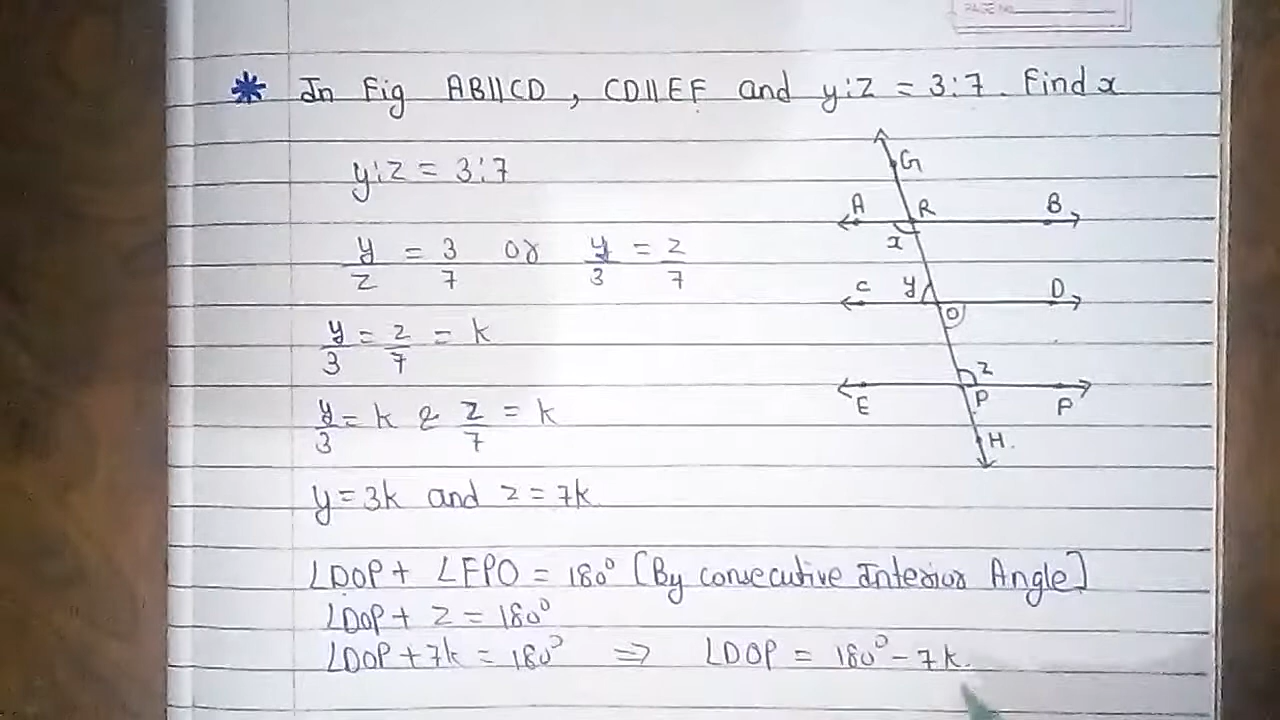 PAGE NO.
* In Fig AB||CD, CD||EF and y:z = 3:7. Find x
y:z = 3:7
y/z = 3/7 or y/3 = z/7
y/3 = z/7 = k
y/3 = k & z/7 = k
y = 3k and z = 7k
∠DOP + ∠FPO = 180° [By consecutive Interior Angle]
∠DOP + z = 180°
∠DOP + 7k = 180° ⇒ ∠DOP = 180° - 7k.
G
A R B
x
C y D
O
z
E P F
H.